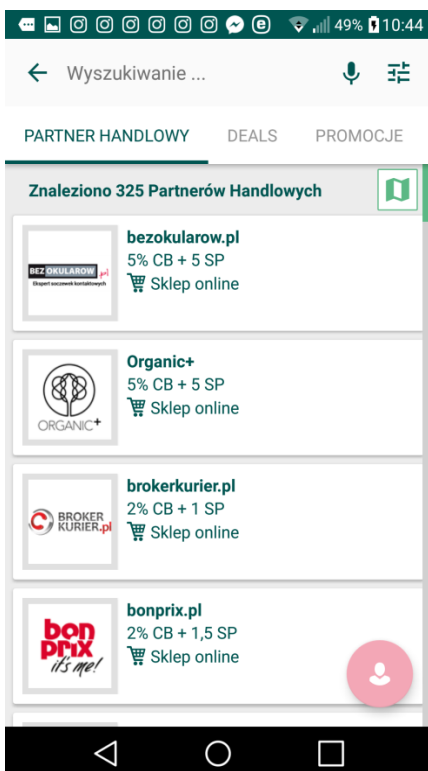 49% 10:44
Wyszukiwanie ...
PARTNER HANDLOWY DEALS PROMOCJE
Znaleziono 325 Partnerów Handlowych
BEZ OKULAROW .pl
Ekspert soczewek kontaktowych
bezokularow.pl
5% CB + 5 SP
Sklep online
ORGANIC+
Organic+
5% CB + 5 SP
Sklep online
BROKER
KURIER.pl
brokerkurier.pl
2% CB + 1 SP
Sklep online
bon
prix
it's me!
bonprix.pl
2% CB + 1,5 SP
Sklep online